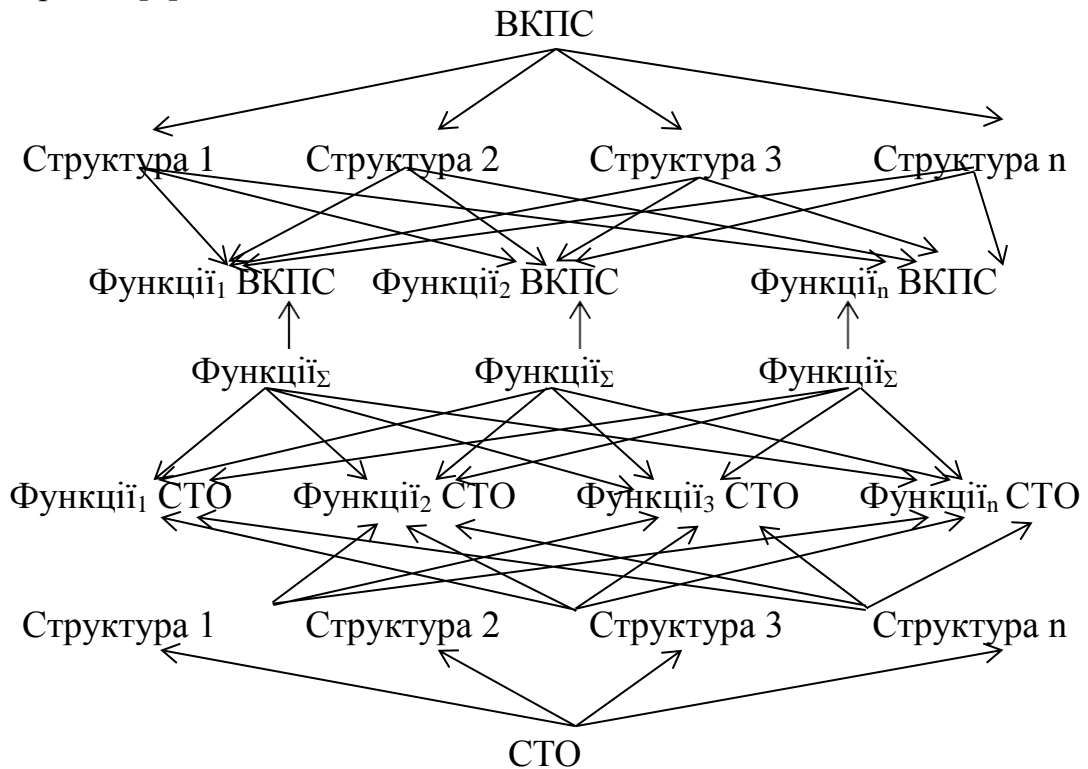 ВКПС
Структура 1 Структура 2 Структура 3 Структура n
Функції₁ ВКПС Функції₂ ВКПС Функціїₙ ВКПС
Функції_Σ Функції_Σ Функції_Σ
Функції₁ СТО Функції₂ СТО Функції₃ СТО Функціїₙ СТО
Структура 1 Структура 2 Структура 3 Структура n
СТО